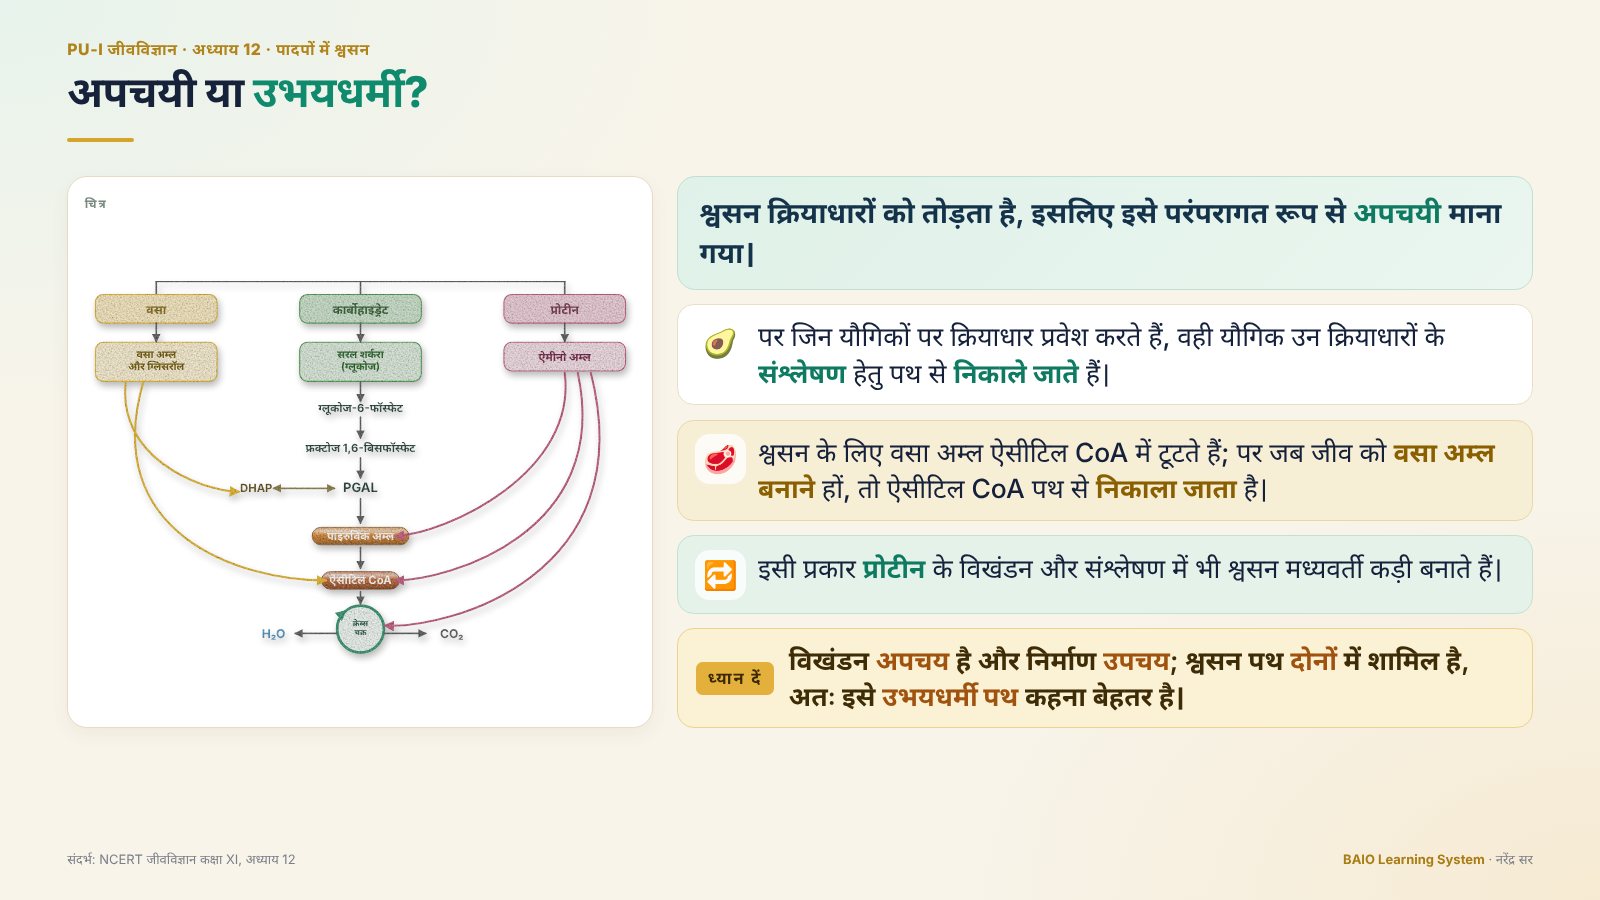 PU-I जीवविज्ञान · अध्याय 12 · पादपों में श्वसन
अपचयी या उभयधर्मी?
चित्र
वसा
कार्बोहाइड्रेट
प्रोटीन
वसा अम्ल
और ग्लिसरॉल
सरल शर्करा
(ग्लूकोज)
ऐमीनो अम्ल
ग्लूकोज-6-फॉस्फेट
फ्रक्टोज 1,6-बिसफॉस्फेट
DHAP
PGAL
पाइरुविक अम्ल
ऐसीटिल CoA
क्रेब्स
चक्र
H₂O
CO₂
श्वसन क्रियाधारों को तोड़ता है, इसलिए इसे परंपरागत रूप से अपचयी माना
गया|
पर जिन यौगिकों पर क्रियाधार प्रवेश करते हैं, वही यौगिक उन क्रियाधारों के
संश्लेषण हेतु पथ से निकाले जाते हैं|
श्वसन के लिए वसा अम्ल ऐसीटिल CoA में टूटते हैं; पर जब जीव को वसा अम्ल
बनाने हों, तो ऐसीटिल CoA पथ से निकाला जाता है|
इसी प्रकार प्रोटीन के विखंडन और संश्लेषण में भी श्वसन मध्यवर्ती कड़ी बनाते हैं|
ध्यान दें
विखंडन अपचय है और निर्माण उपचय; श्वसन पथ दोनों में शामिल है,
अतः इसे उभयधर्मी पथ कहना बेहतर है|
संदर्भ: NCERT जीवविज्ञान कक्षा XI, अध्याय 12
BAIO Learning System · नरेंद्र सर